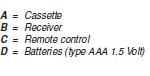 A = Cassette
B = Receiver
C = Remote control
D = Batteries (type AAA 1.5 Volt)